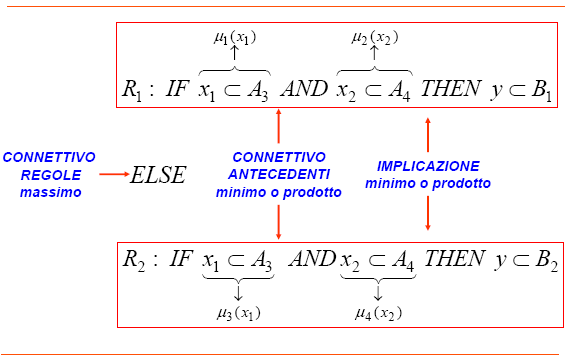 μ₁(x₁) μ₂(x₂)
R₁ : IF x₁ ⊂ A₃ AND x₂ ⊂ A₄ THEN y ⊂ B₁
CONNETTIVO
REGOLE
massimo
ELSE
CONNETTIVO
ANTECEDENTI
minimo o prodotto
IMPLICAZIONE
minimo o prodotto
R₂ : IF x₁ ⊂ A₃ AND x₂ ⊂ A₄ THEN y ⊂ B₂
μ₃(x₁) μ₄(x₂)